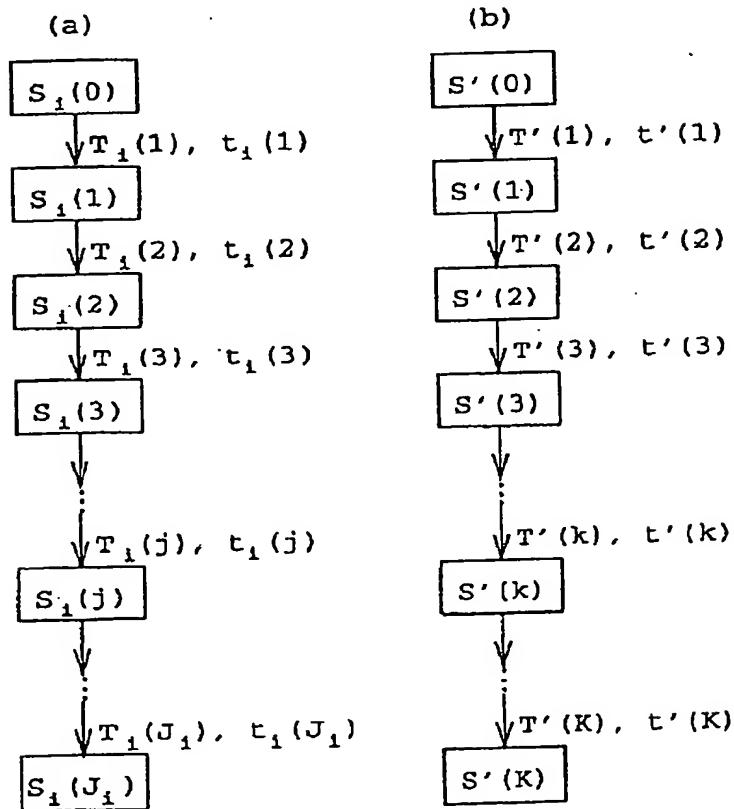 (a)
S_i(0)
T_i(1), t_i(1)
S_i(1)
T_i(2), t_i(2)
S_i(2)
T_i(3), t_i(3)
S_i(3)
T_i(j), t_i(j)
S_i(j)
T_i(J_i), t_i(J_i)
S_i(J_i)
(b)
S'(0)
T'(1), t'(1)
S'(1)
T'(2), t'(2)
S'(2)
T'(3), t'(3)
S'(3)
T'(k), t'(k)
S'(k)
T'(K), t'(K)
S'(K)